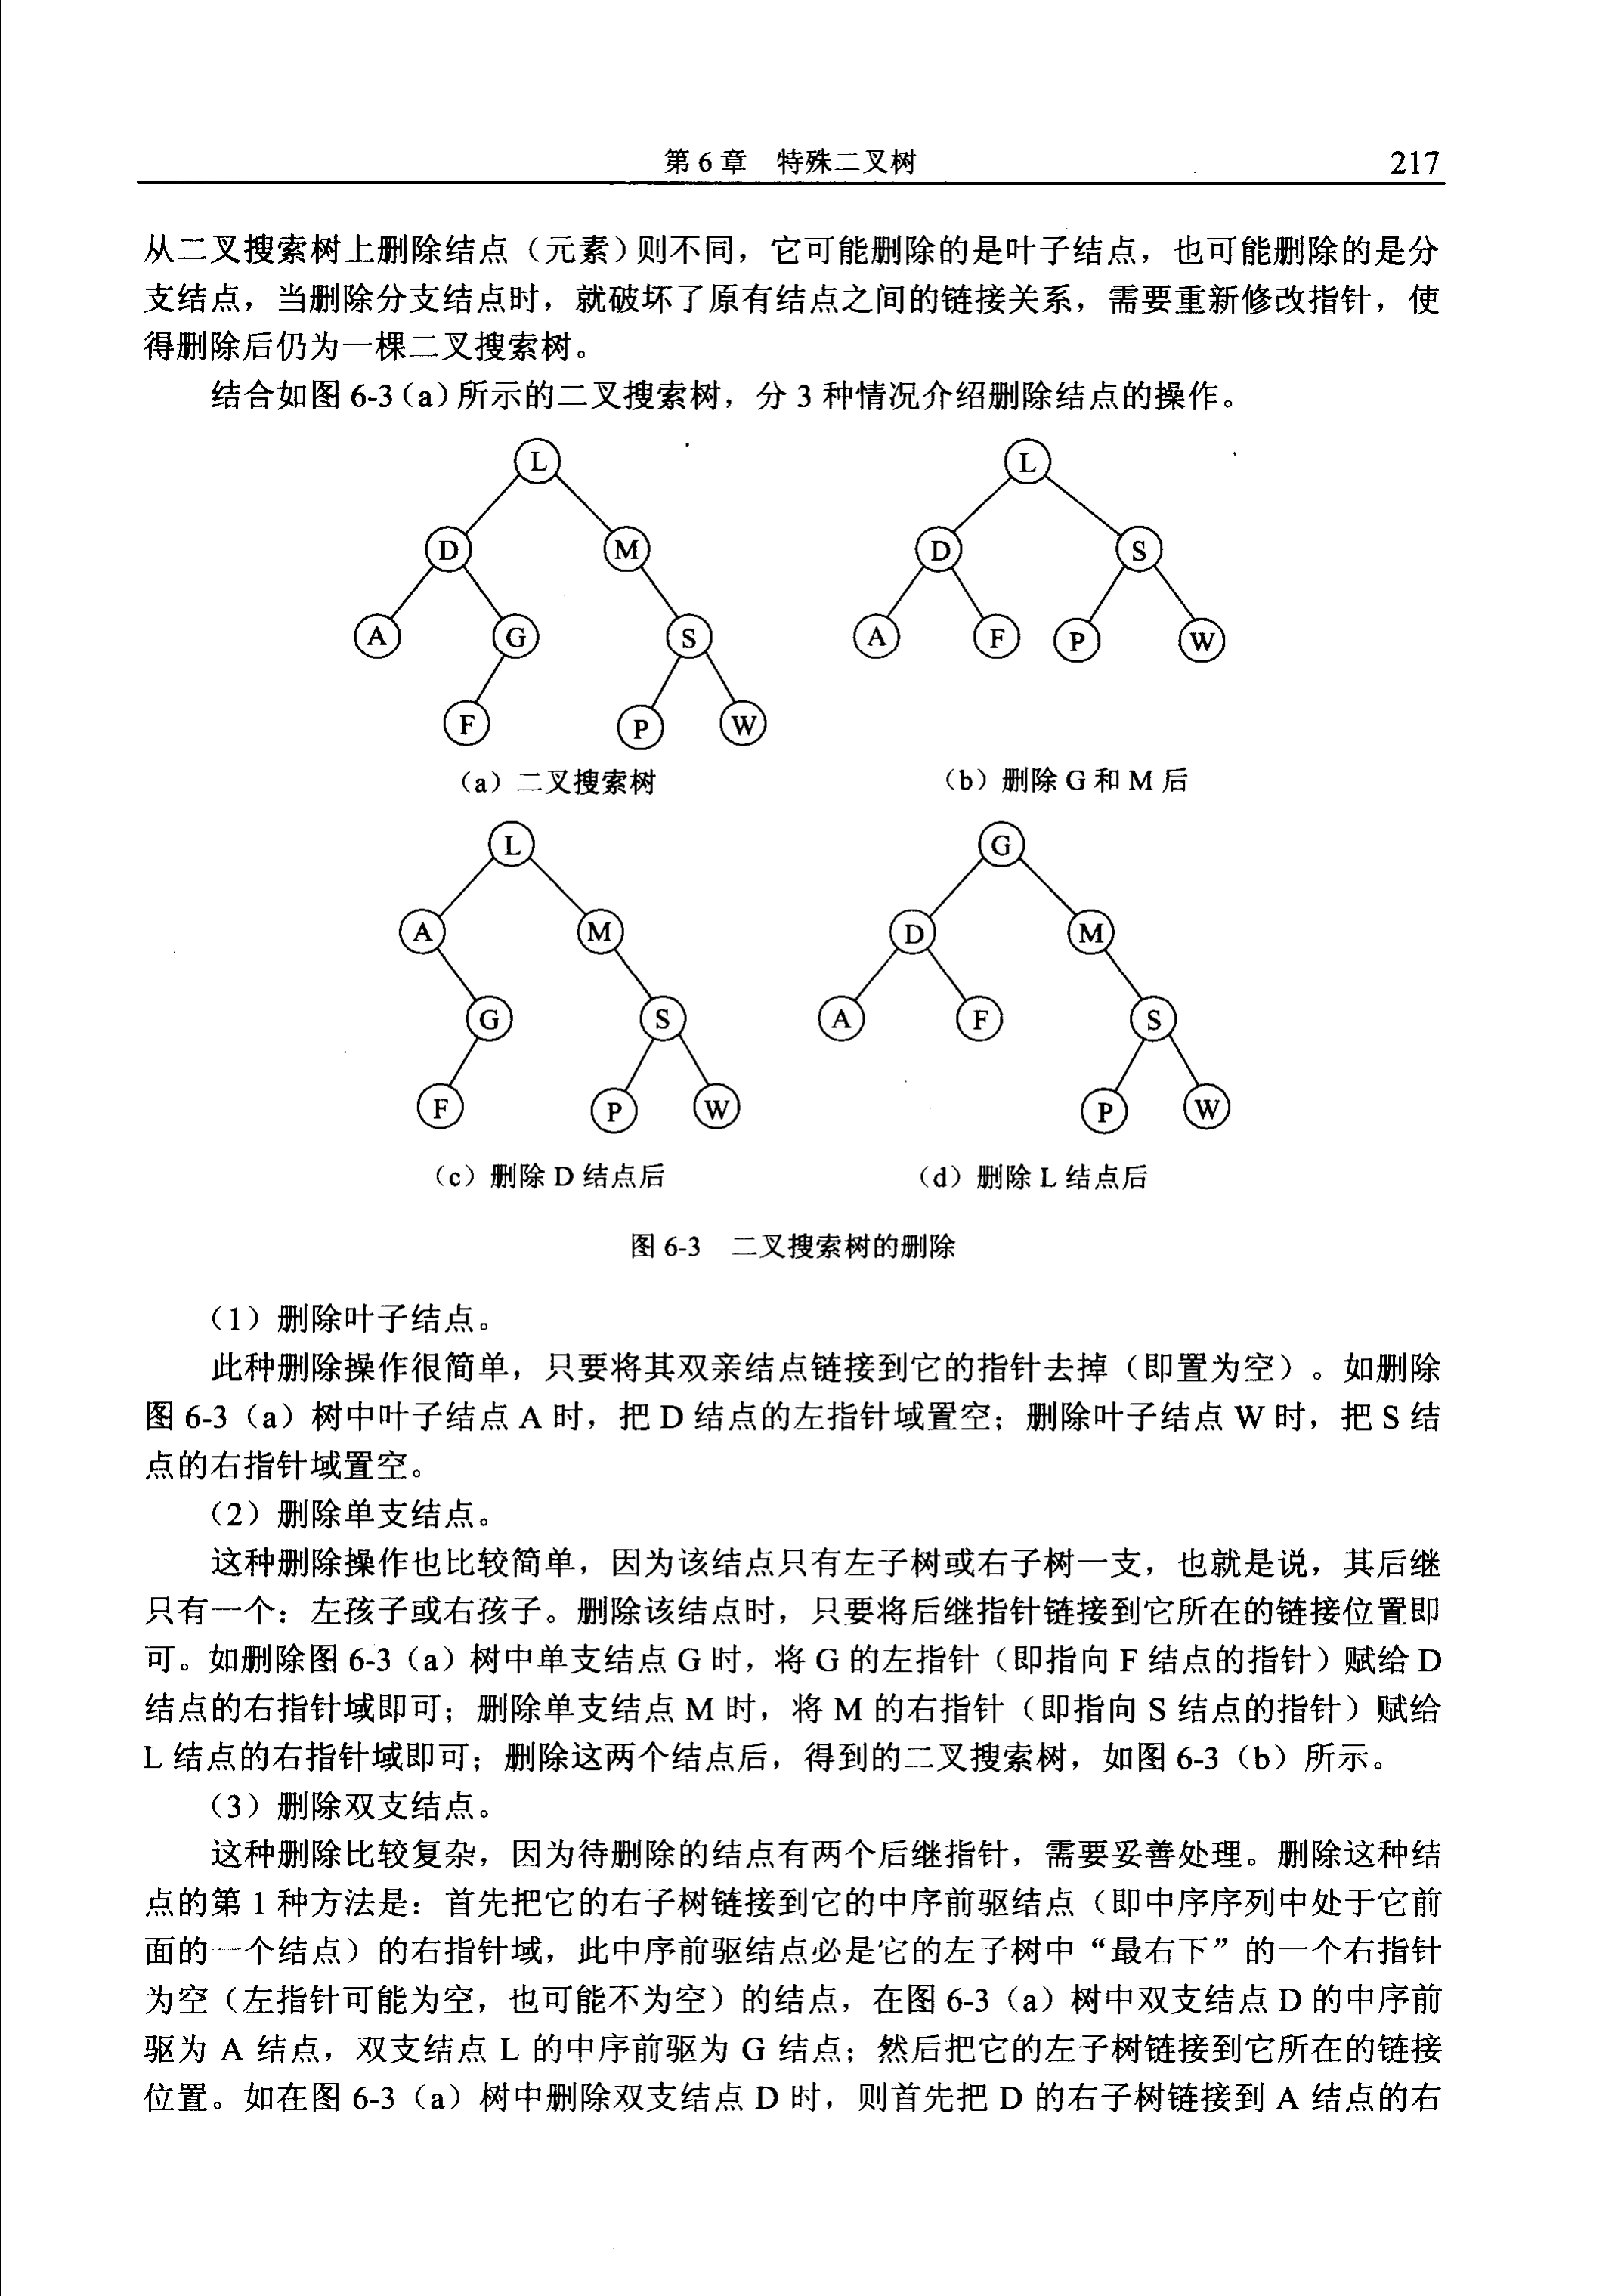 第 6 章 特殊二叉树 217
从二叉搜索树上删除结点（元素）则不同，它可能删除的是叶子结点，也可能删除的是分
支结点，当删除分支结点时，就破坏了原有结点之间的链接关系，需要重新修改指针，使
得删除后仍为一棵二叉搜索树。
结合如图 6-3（a）所示的二叉搜索树，分 3 种情况介绍删除结点的操作。
L L
D M D S
A G S A F P W
F P W
（a）二叉搜索树 （b）删除 G 和 M 后
L G
A M D M
G S A F S
F P W P W
（c）删除 D 结点后 （d）删除 L 结点后
图 6-3 二叉搜索树的删除
（1）删除叶子结点。
此种删除操作很简单，只要将其双亲结点链接到它的指针去掉（即置为空）。如删除
图 6-3（a）树中叶子结点 A 时，把 D 结点的左指针域置空；删除叶子结点 W 时，把 S 结
点的右指针域置空。
（2）删除单支结点。
这种删除操作也比较简单，因为该结点只有左子树或右子树一支，也就是说，其后继
只有一个：左孩子或右孩子。删除该结点时，只要将后继指针链接到它所在的链接位置即
可。如删除图 6-3（a）树中单支结点 G 时，将 G 的左指针（即指向 F 结点的指针）赋给 D
结点的右指针域即可；删除单支结点 M 时，将 M 的右指针（即指向 S 结点的指针）赋给
L 结点的右指针域即可；删除这两个结点后，得到的二叉搜索树，如图 6-3（b）所示。
（3）删除双支结点。
这种删除比较复杂，因为待删除的结点有两个后继指针，需要妥善处理。删除这种结
点的第 1 种方法是：首先把它的右子树链接到它的中序前驱结点（即中序序列中处于它前
面的一个结点）的右指针域，此中序前驱结点必是它的左子树中“最右下”的一个右指针
为空（左指针可能为空，也可能不为空）的结点，在图 6-3（a）树中双支结点 D 的中序前
驱为 A 结点，双支结点 L 的中序前驱为 G 结点；然后把它的左子树链接到它所在的链接
位置。如在图 6-3（a）树中删除双支结点 D 时，则首先把 D 的右子树链接到 A 结点的右